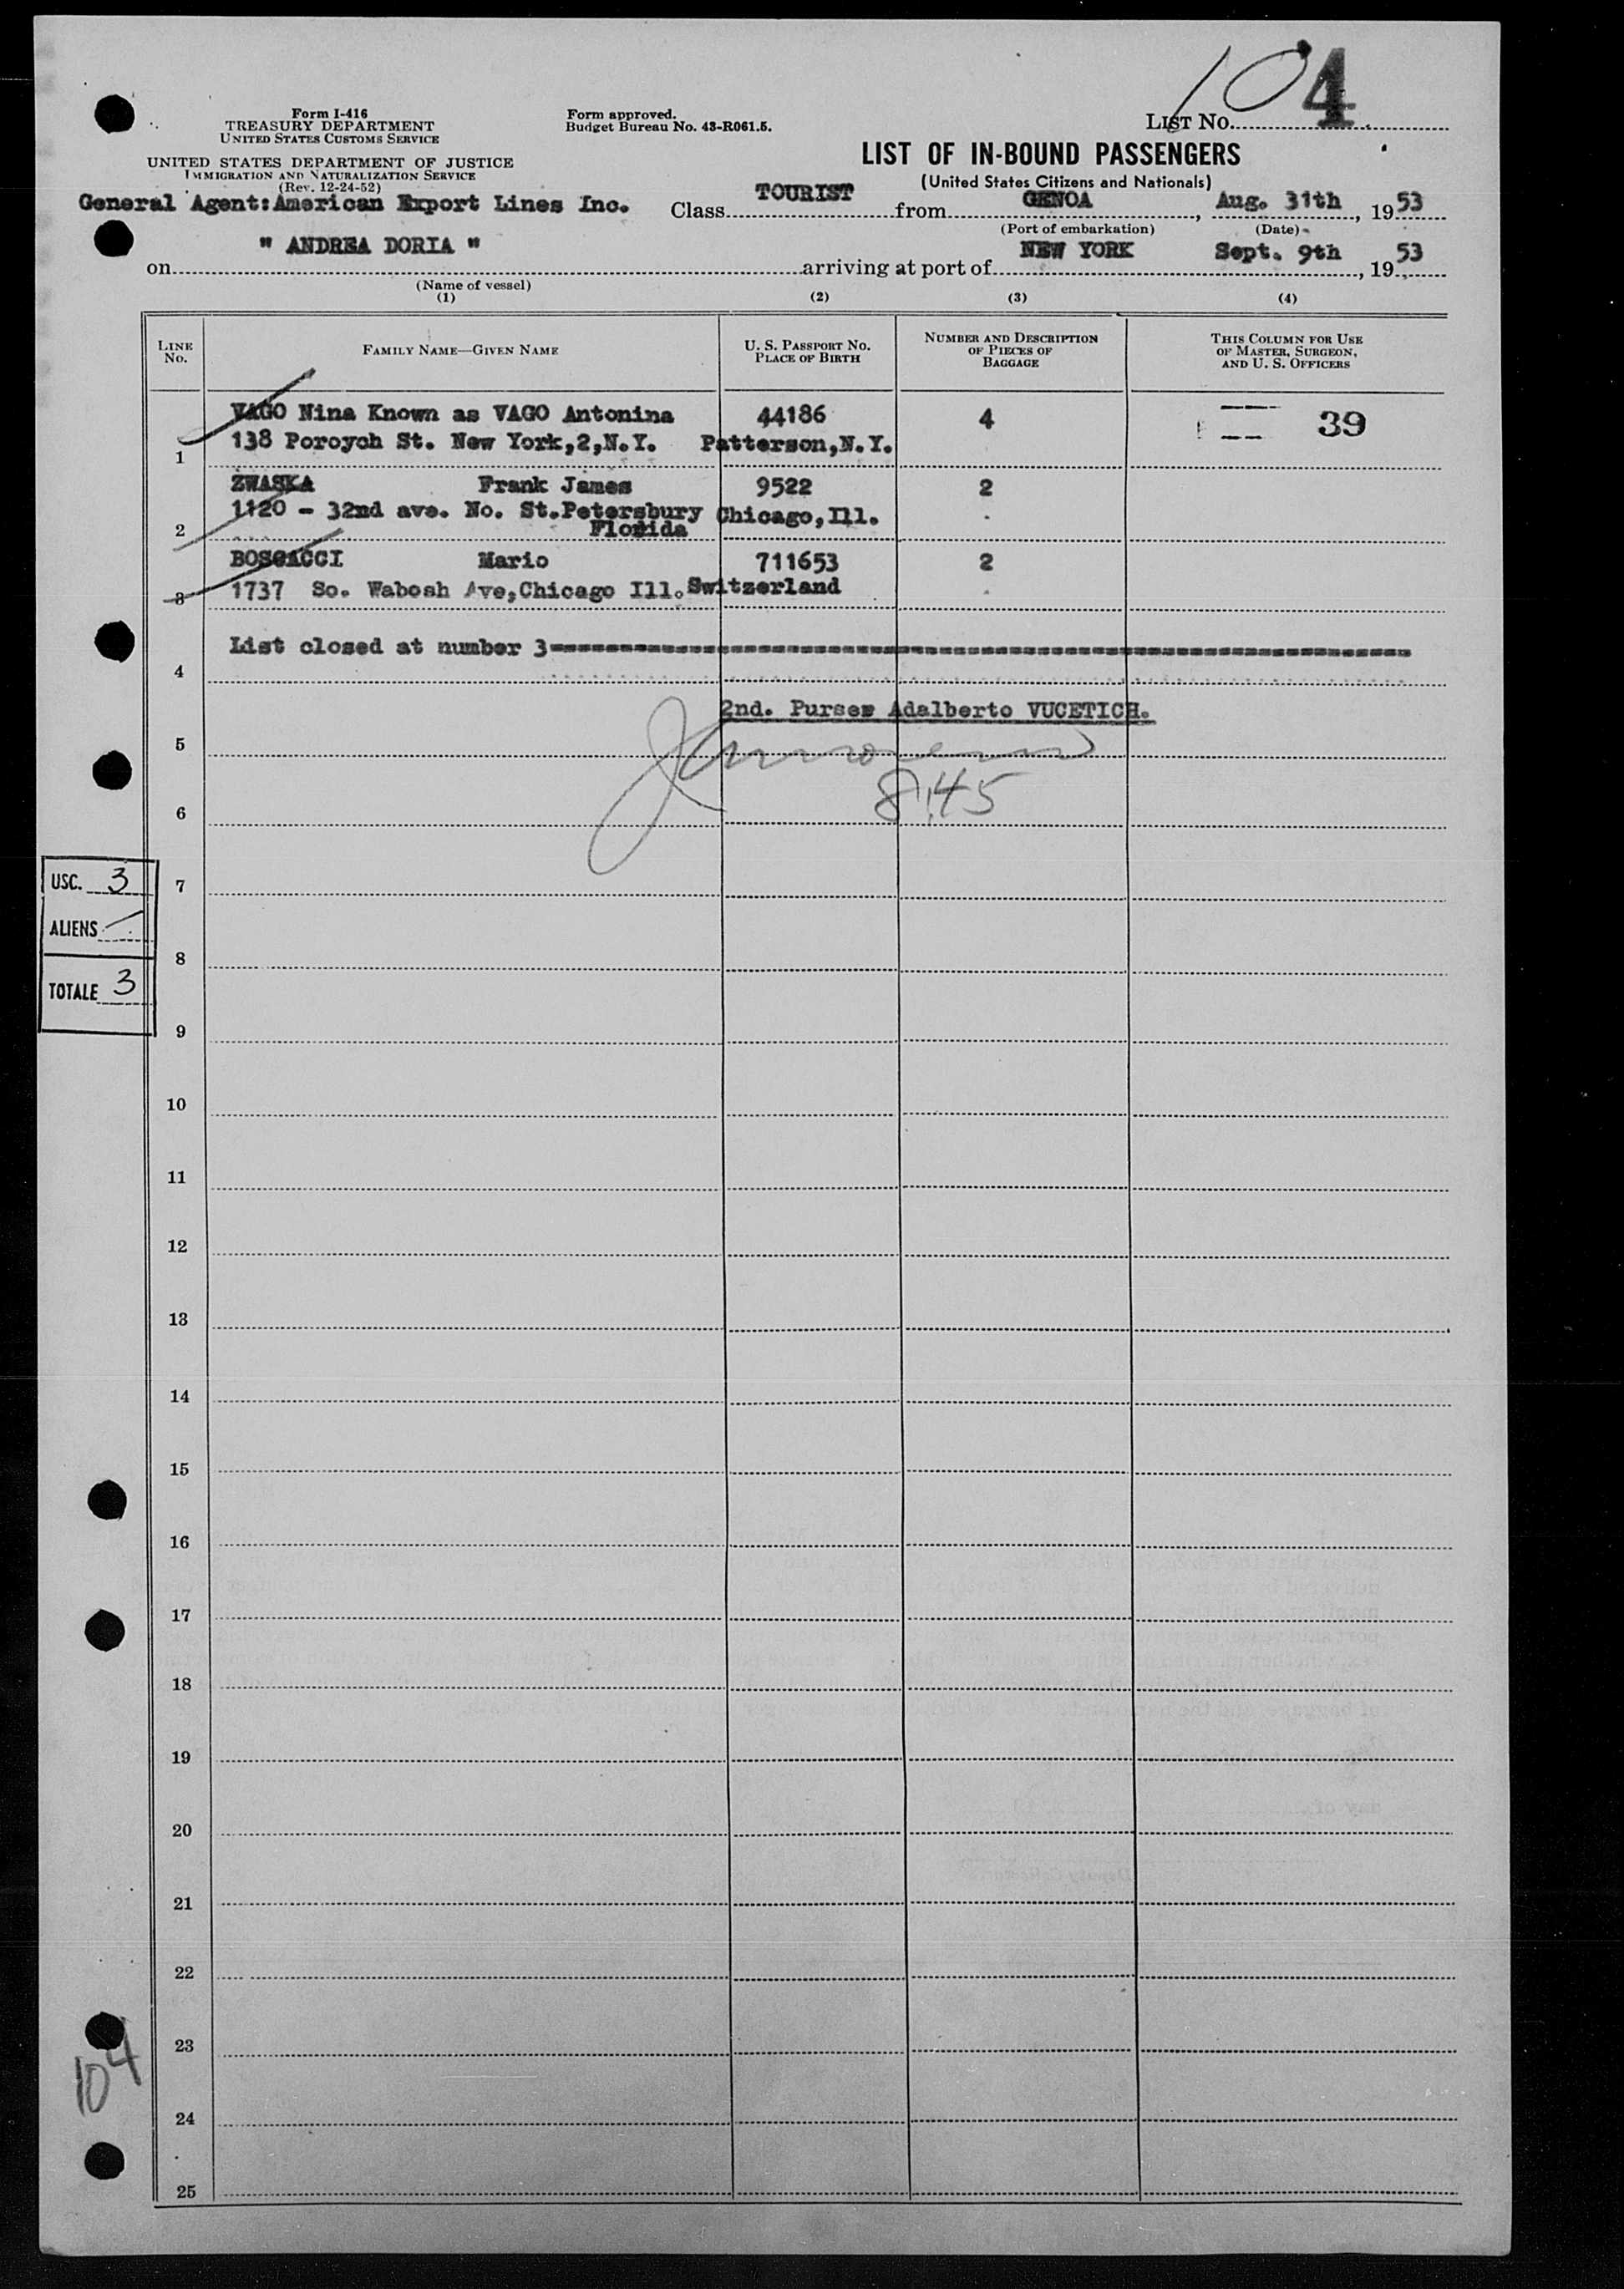 104
Form I-416
TREASURY DEPARTMENT
UNITED STATES CUSTOMS SERVICE
UNITED STATES DEPARTMENT OF JUSTICE
IMMIGRATION AND NATURALIZATION SERVICE
(Rev. 12-24-52)
Form approved.
Budget Bureau No. 43-R061.5.
LIST NO.
LIST OF IN-BOUND PASSENGERS
(United States Citizens and Nationals)
General Agent:American Export Lines Inc. Class TOURIST from GENOA, Aug. 31th, 1953
(Port of embarkation) (Date)
on " ANDREA DORIA " arriving at port of NEW YORK Sept. 9th, 1953
(Name of vessel)
(1) (2) (3) (4)
LINE NO. FAMILY NAME—GIVEN NAME U. S. PASSPORT NO. PLACE OF BIRTH NUMBER AND DESCRIPTION OF PIECES OF BAGGAGE THIS COLUMN FOR USE OF MASTER, SURGEON, AND U. S. OFFICERS
VAGO Nina Known as VAGO Antonina 44186 4 39
1 138 Poroych St. New York,2,N.Y. Patterson,N.Y.
ZWASKA Frank James 9522 2
1120 - 32nd ave. No. St.Petersbury Chicago,Ill.
2 Florida
BOSCACCI Mario 711653 2
3 1737 So. Wabosh Ave,Chicago Ill. Switzerland
List closed at number 3
4
2nd. Purser Adalberto VUCETICH.
5
8.45
6
7
USC. 3
ALIENS /
8
TOTALE 3
9
10
11
12
13
14
15
16
17
18
19
20
21
22
23
104
24
25